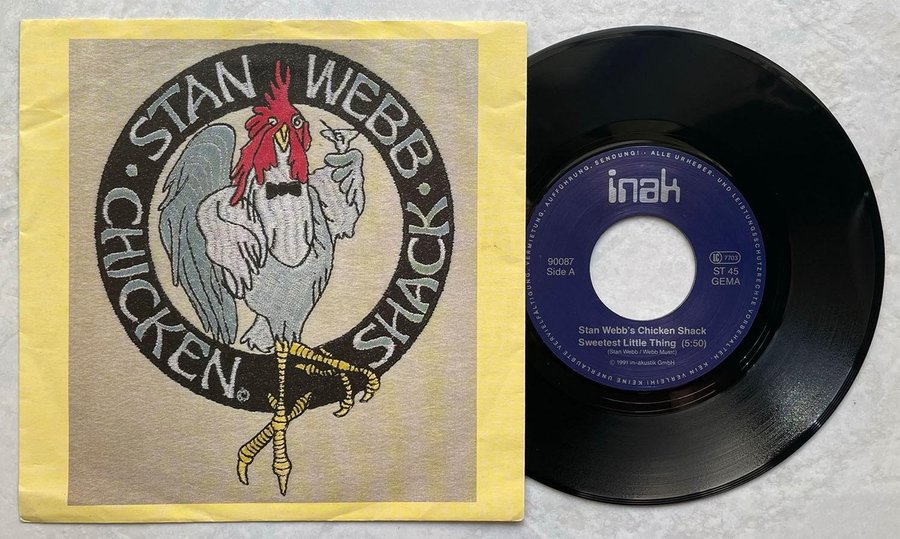 · STAN WEBB ·
CHICKEN SHACK
©
inak
90087
Side A
LC 7703
ST 45
GEMA
Stan Webb's Chicken Shack
Sweetest Little Thing (5:50)
(Stan Webb / Webb Music)
© 1991 in-akustik GmbH
ALLE URHEBER- UND LEISTUNGSSCHUTZRECHTE VORBEHALTEN · KEIN VERLEIH! KEINE UNERLAUBTE VERVIELFÄLTIGUNG, VERMIETUNG, AUFFÜHRUNG, SENDUNG! ·